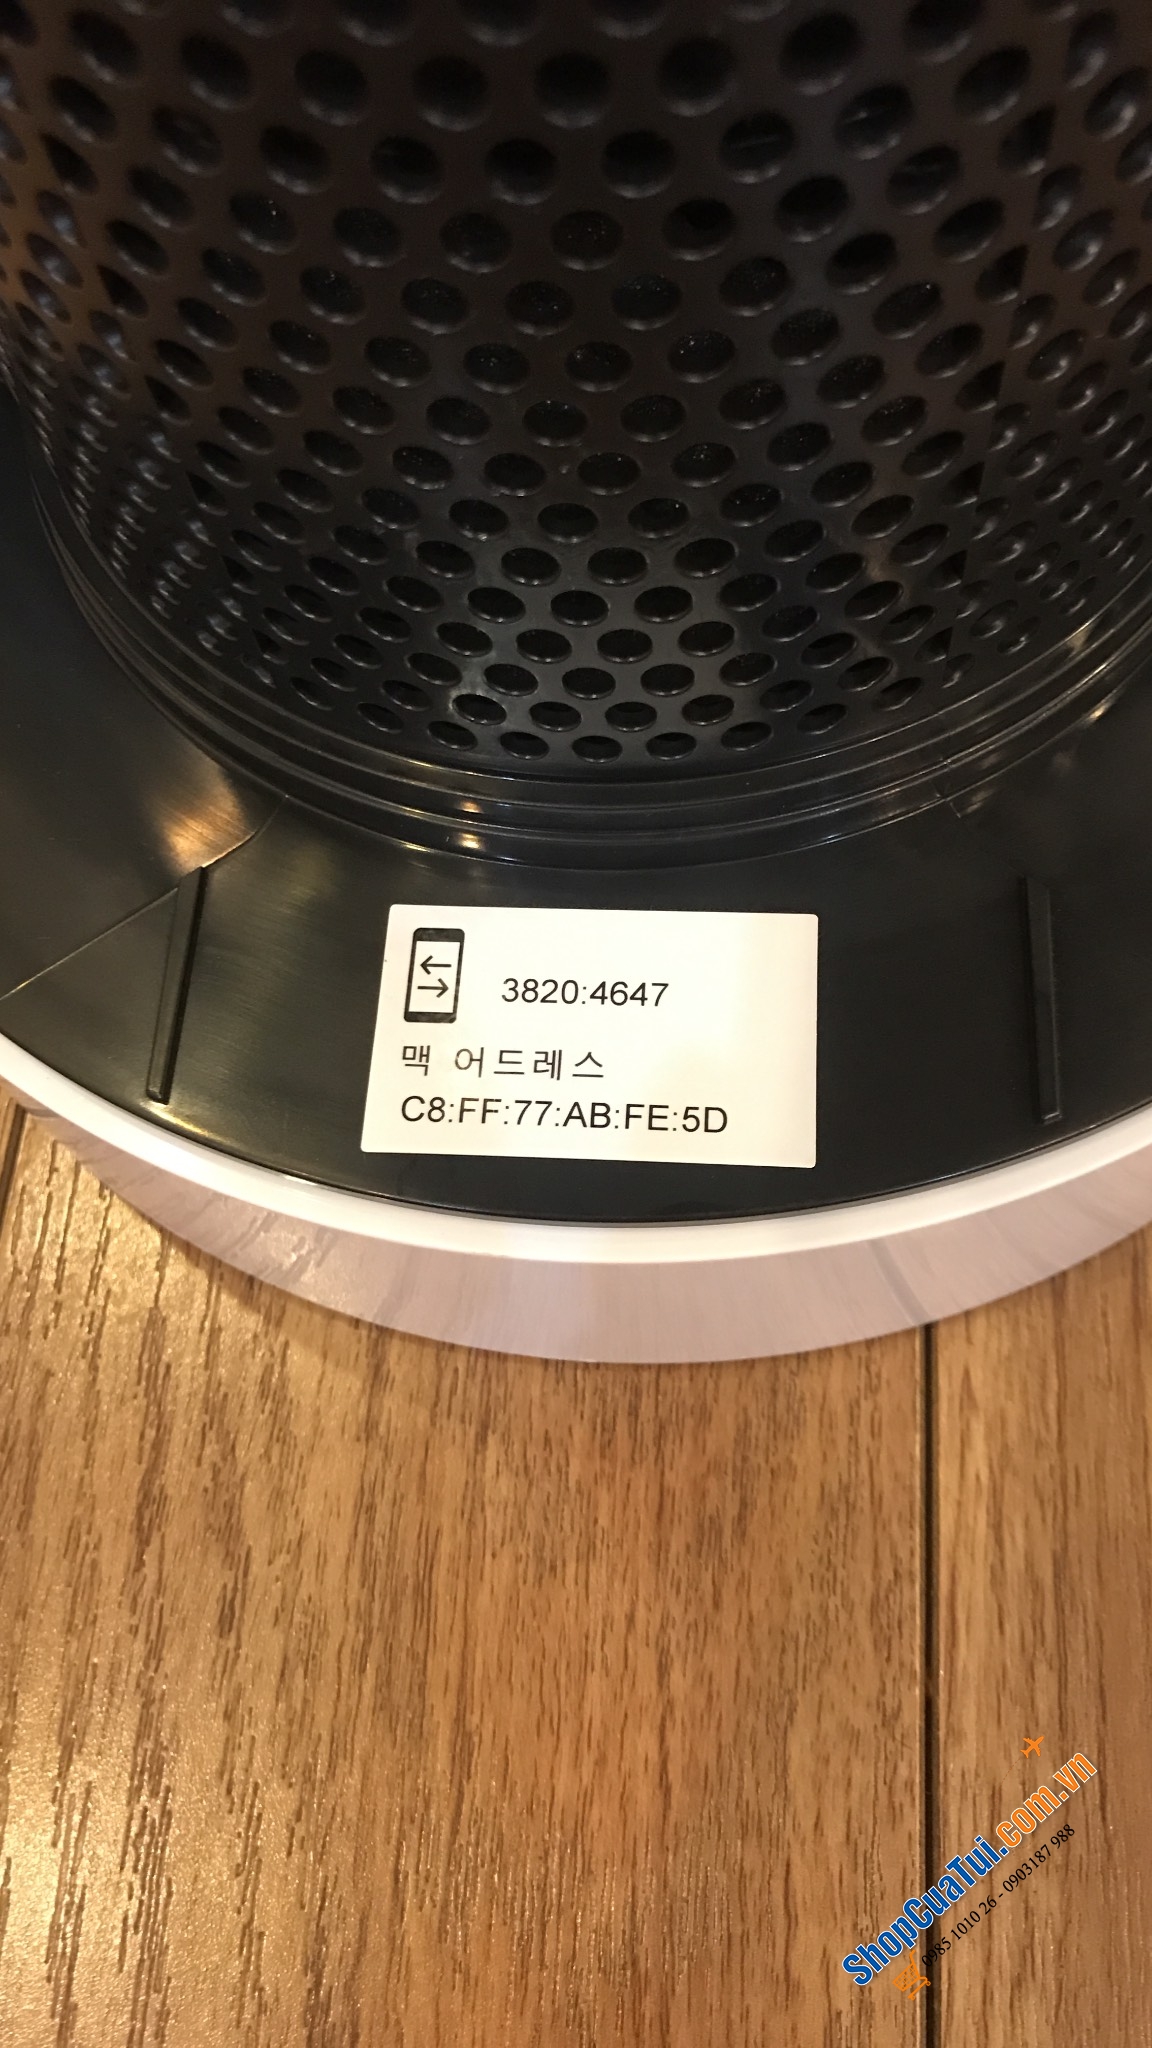 3820:4647
맥 어드레스
C8:FF:77:AB:FE:5D
ShopCuaTui.com.vn
0985 1010 26 - 0903187 988